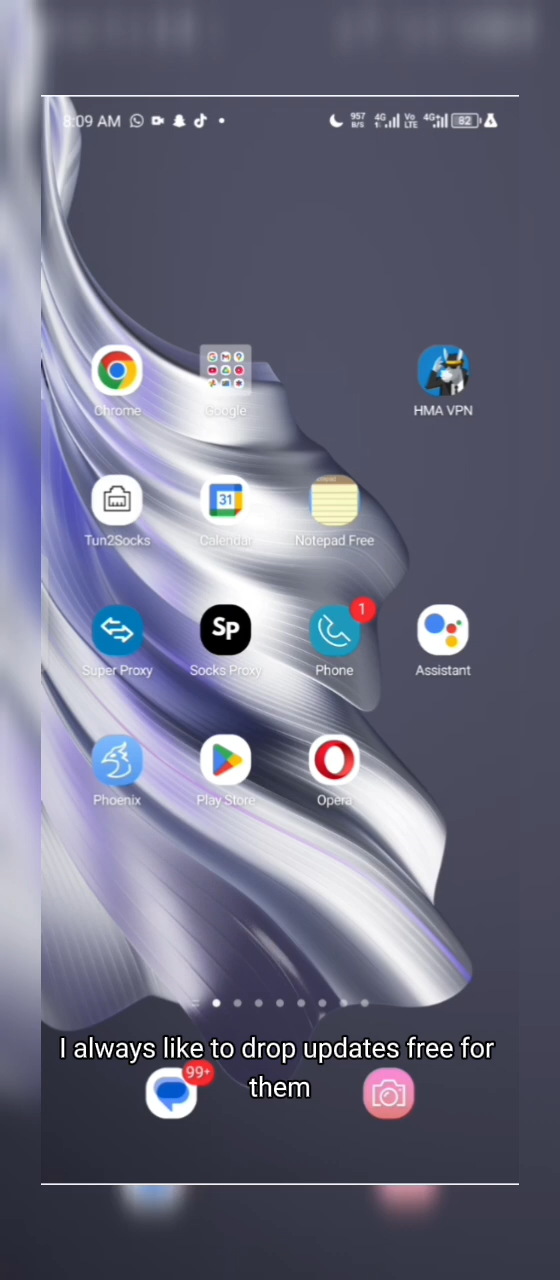 8:09 AM 957 B/S 4G Vo LTE 4G 82
Chrome Google HMA VPN
31
Tun2Socks Calendar Notepad Free
SP 1
Super Proxy Socks Proxy Phone Assistant
Phoenix Play Store Opera
I always like to drop updates free for
them
99+